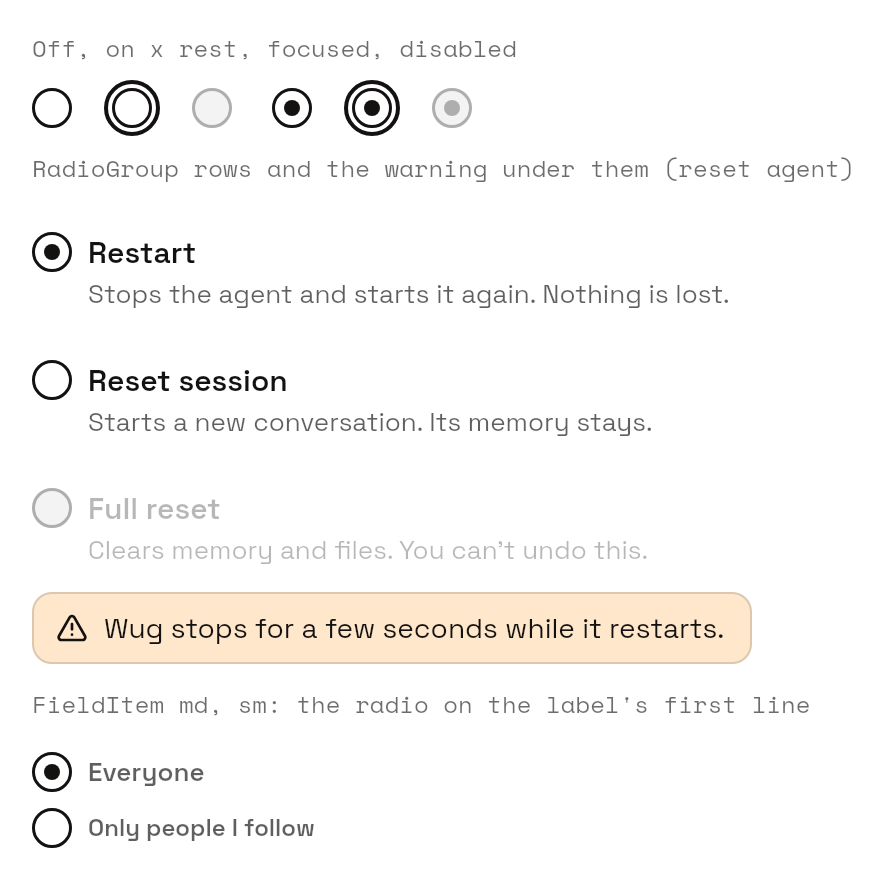 Off, on x rest, focused, disabled
RadioGroup rows and the warning under them (reset agent)
Restart
Stops the agent and starts it again. Nothing is lost.
Reset session
Starts a new conversation. Its memory stays.
Full reset
Clears memory and files. You can’t undo this.
Wug stops for a few seconds while it restarts.
FieldItem md, sm: the radio on the label's first line
Everyone
Only people I follow